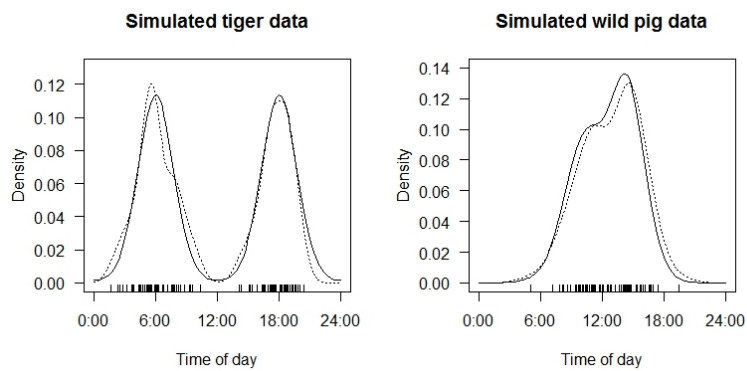 Simulated tiger data
Density
0.12
0.10
0.08
0.06
0.04
0.02
0.00
0:00 6:00 12:00 18:00 24:00
Time of day
Simulated wild pig data
Density
0.14
0.12
0.10
0.08
0.06
0.04
0.02
0.00
0:00 6:00 12:00 18:00 24:00
Time of day